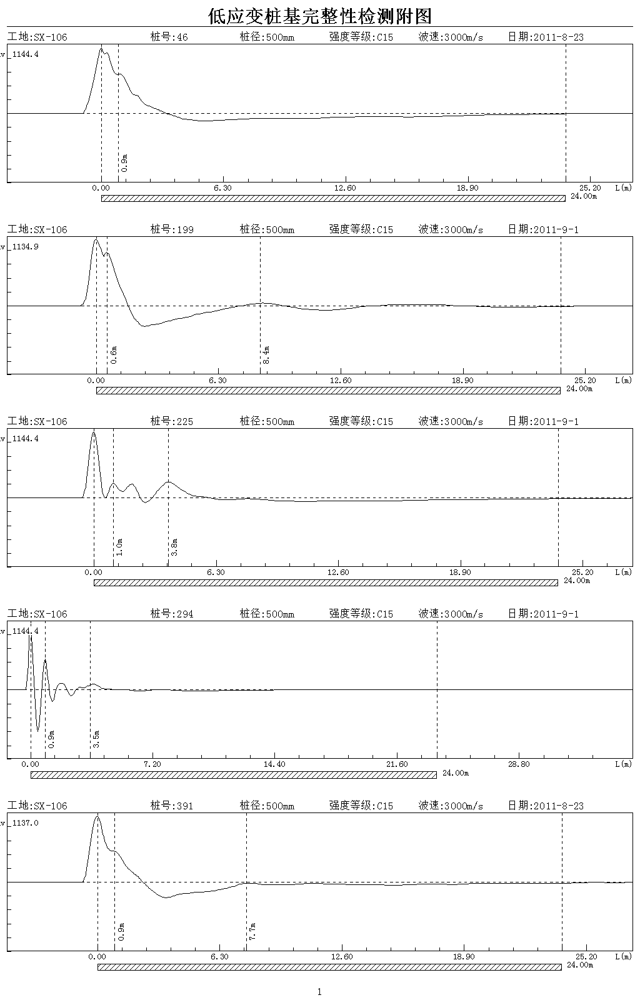 低应变桩基完整性检测附图
工地:SX-106 桩号:46 桩径:500mm 强度等级:C15 波速:3000m/s 日期:2011-8-23
v 1144.4
0.9m
0.00 6.30 12.60 18.90 25.20 L(m)
24.00m
工地:SX-106 桩号:199 桩径:500mm 强度等级:C15 波速:3000m/s 日期:2011-9-1
v 1134.9
0.6m 8.4m
0.00 6.30 12.60 18.90 25.20 L(m)
24.00m
工地:SX-106 桩号:225 桩径:500mm 强度等级:C15 波速:3000m/s 日期:2011-9-1
v 1144.4
1.0m 3.8m
0.00 6.30 12.60 18.90 25.20 L(m)
24.00m
工地:SX-106 桩号:294 桩径:500mm 强度等级:C15 波速:3000m/s 日期:2011-9-1
v 1144.4
0.9m 3.5m
0.00 7.20 14.40 21.60 28.80 L(m)
24.00m
工地:SX-106 桩号:391 桩径:500mm 强度等级:C15 波速:3000m/s 日期:2011-8-23
v 1137.0
0.9m 7.7m
0.00 6.30 12.60 18.90 25.20 L(m)
24.00m
1